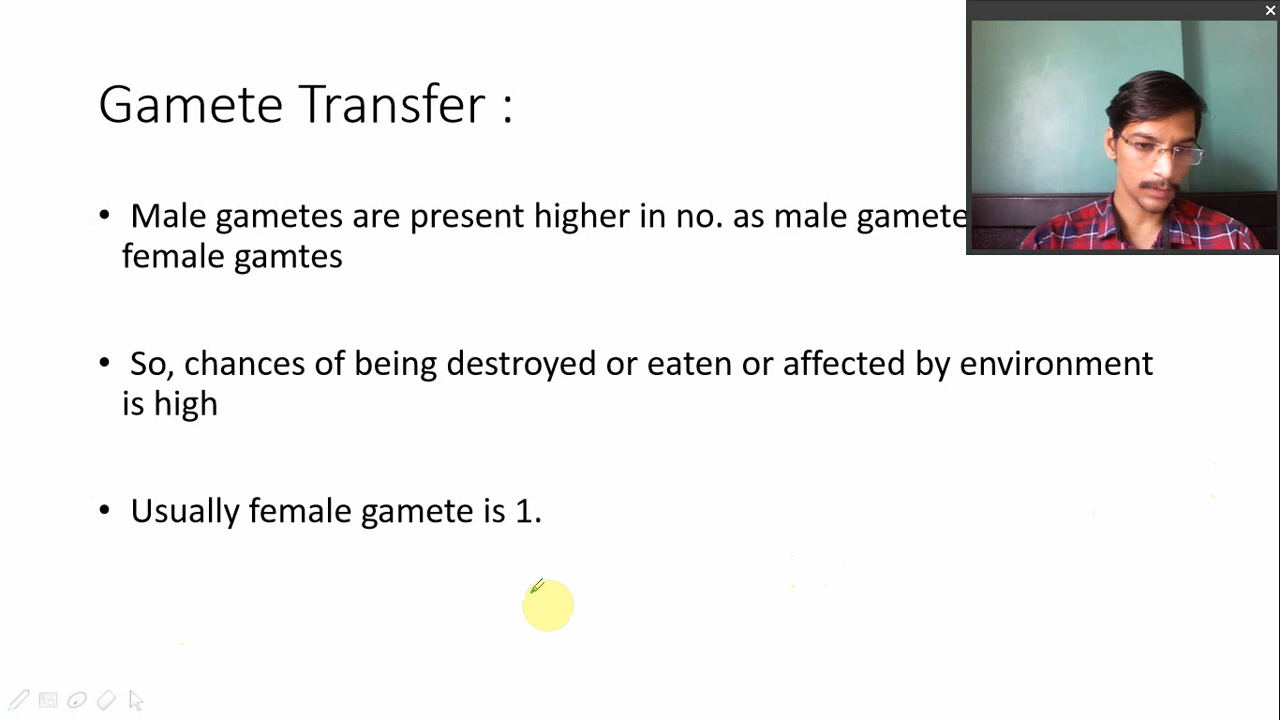 Gamete Transfer :
• Male gametes are present higher in no. as male gamete
female gamtes
• So, chances of being destroyed or eaten or affected by environment
is high
• Usually female gamete is 1.